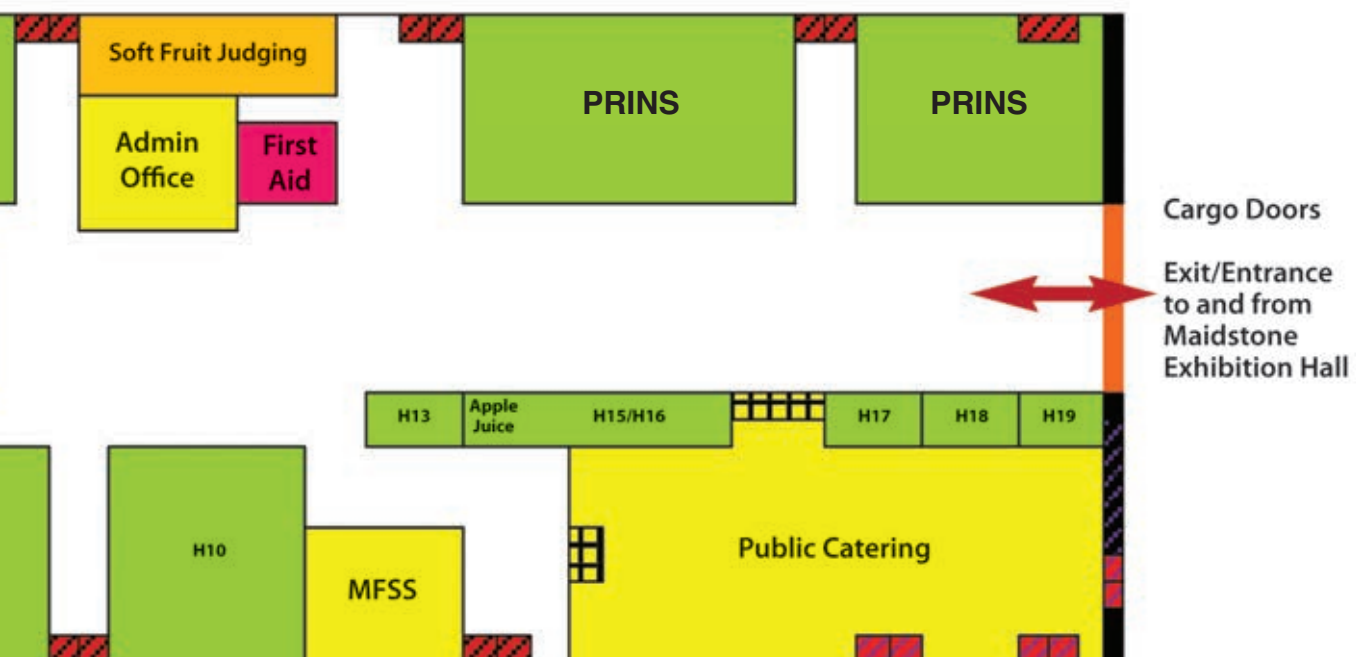 Soft Fruit Judging
PRINS
PRINS
Admin
Office
First
Aid
Cargo Doors
Exit/Entrance
to and from
Maidstone
Exhibition Hall
H13
Apple
Juice
H15/H16
H17
H18
H19
H10
MFSS
Public Catering